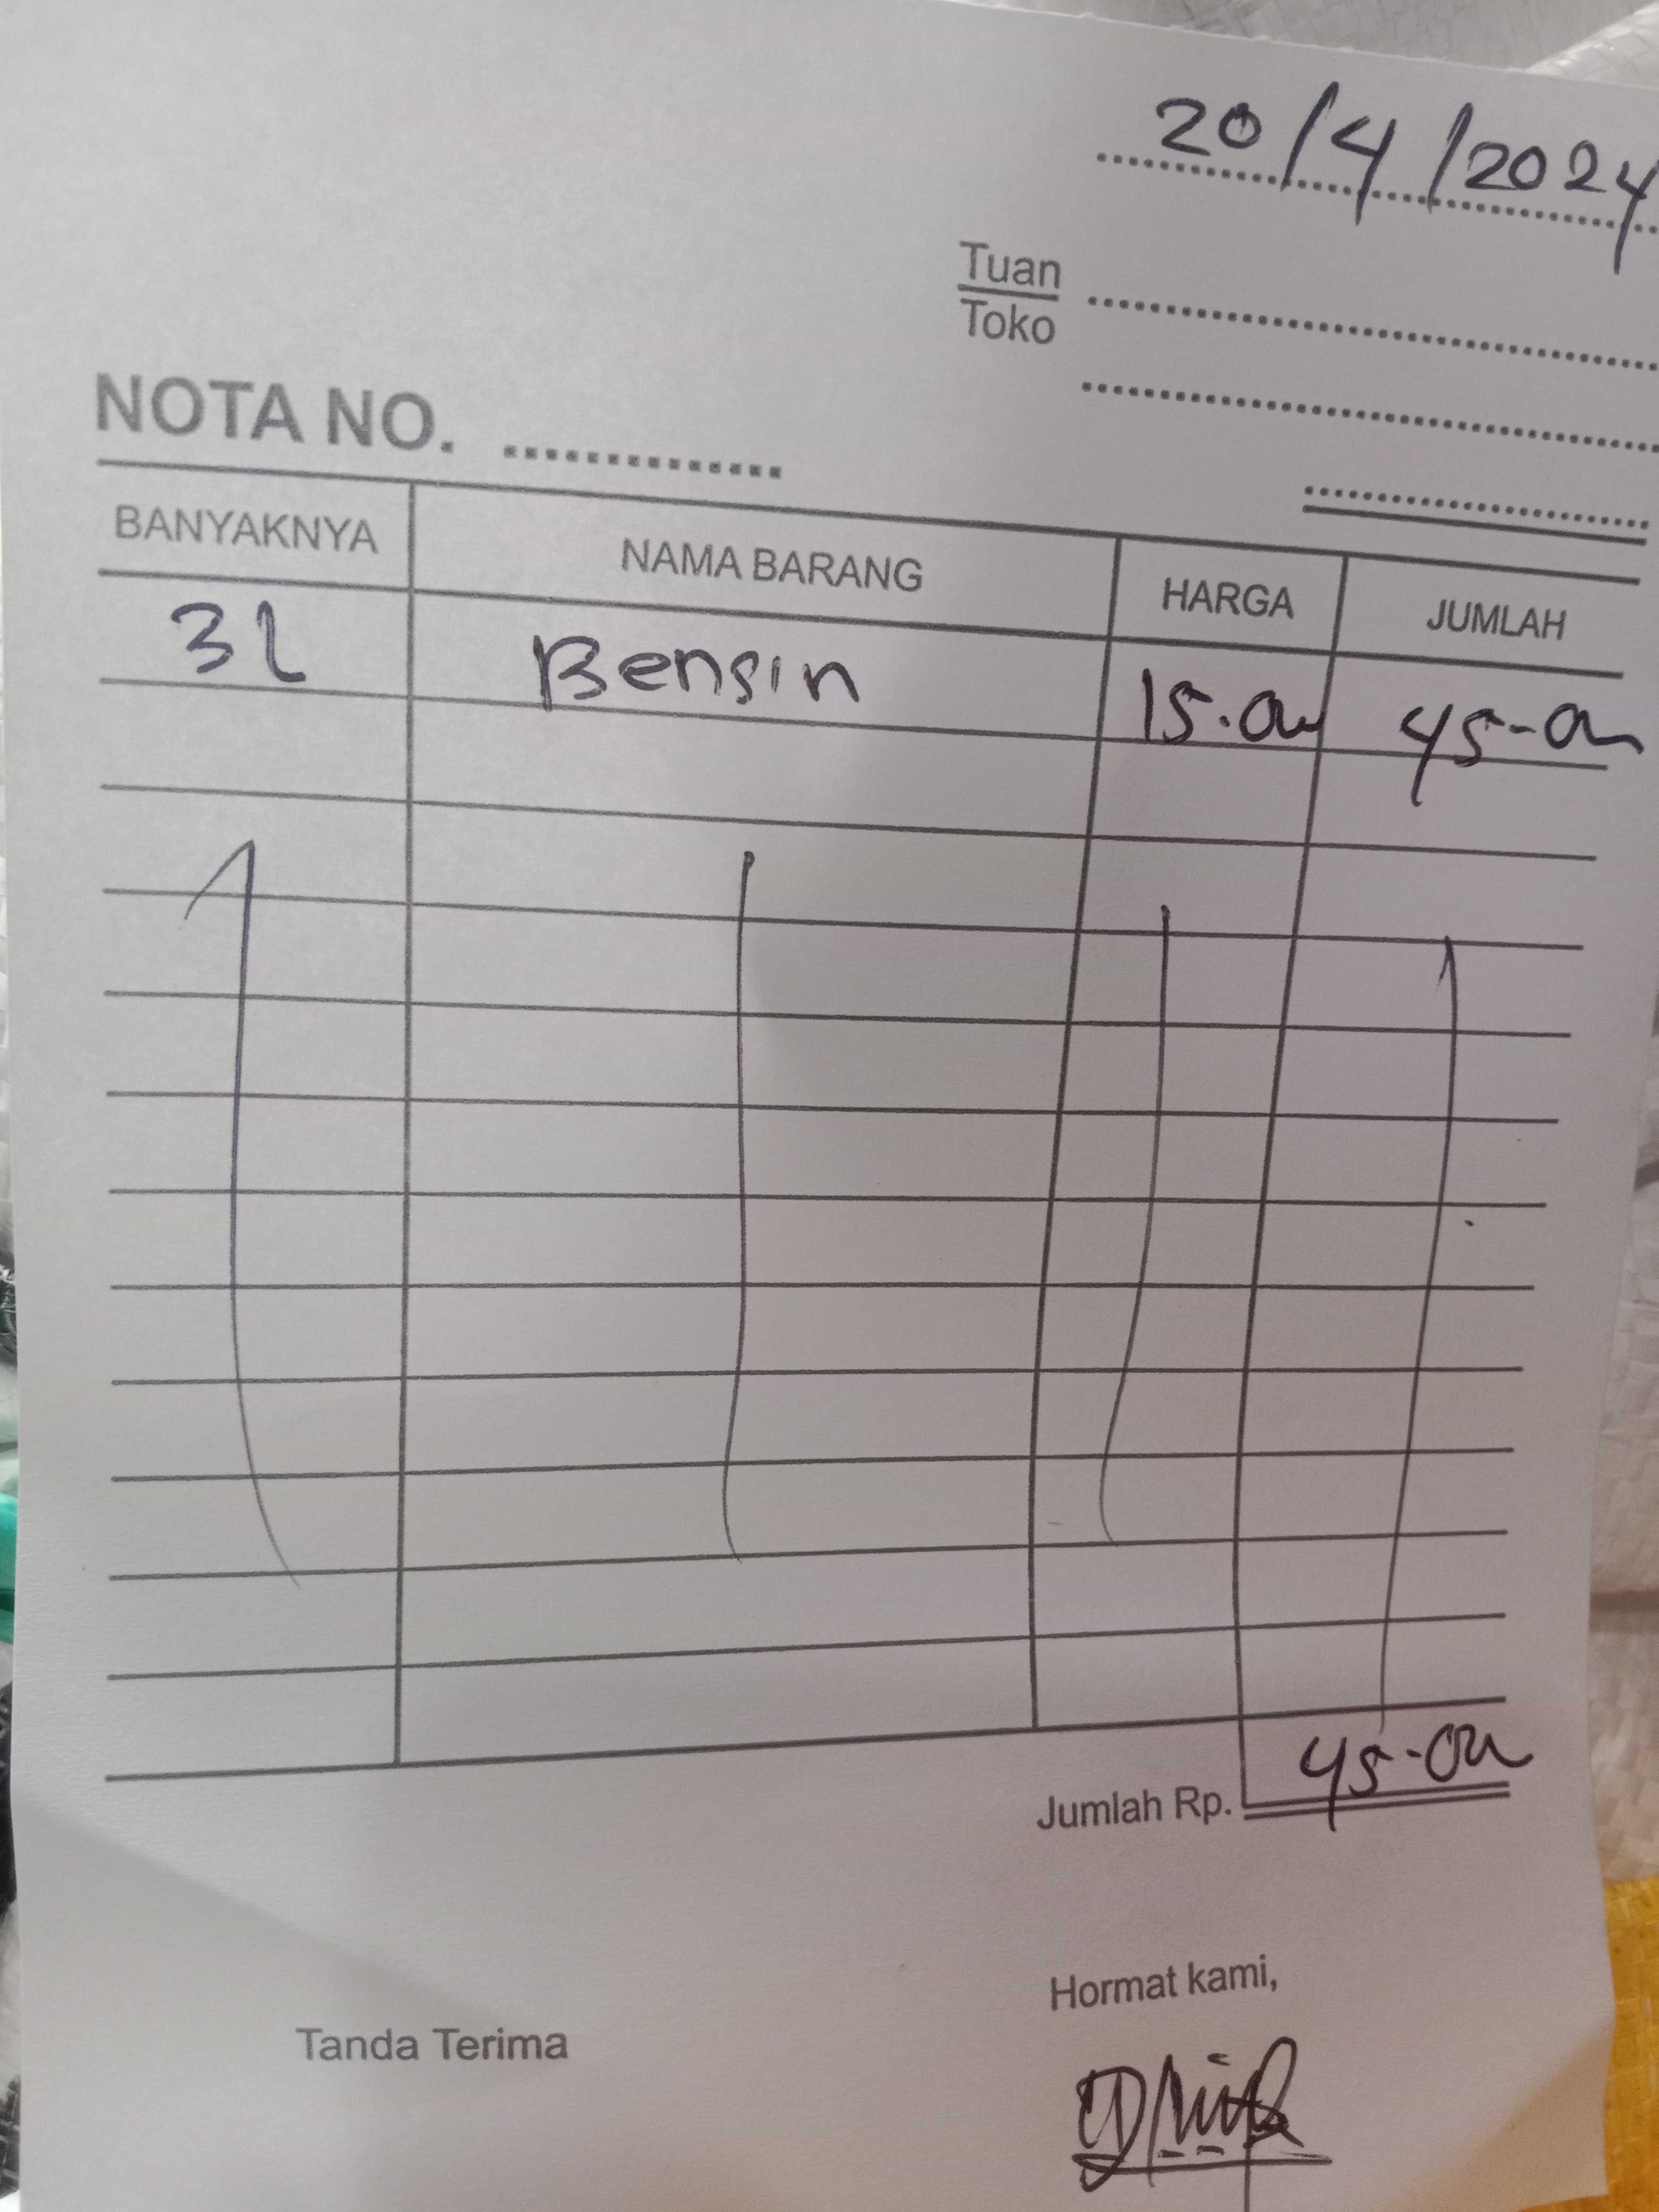 20/4/2024
Tuan
Toko
NOTA NO. ..............
BANYAKNYA NAMA BARANG HARGA JUMLAH
3L Bensin 15.000 45-000
Jumlah Rp. 45-000
Hormat kami,
Tanda Terima